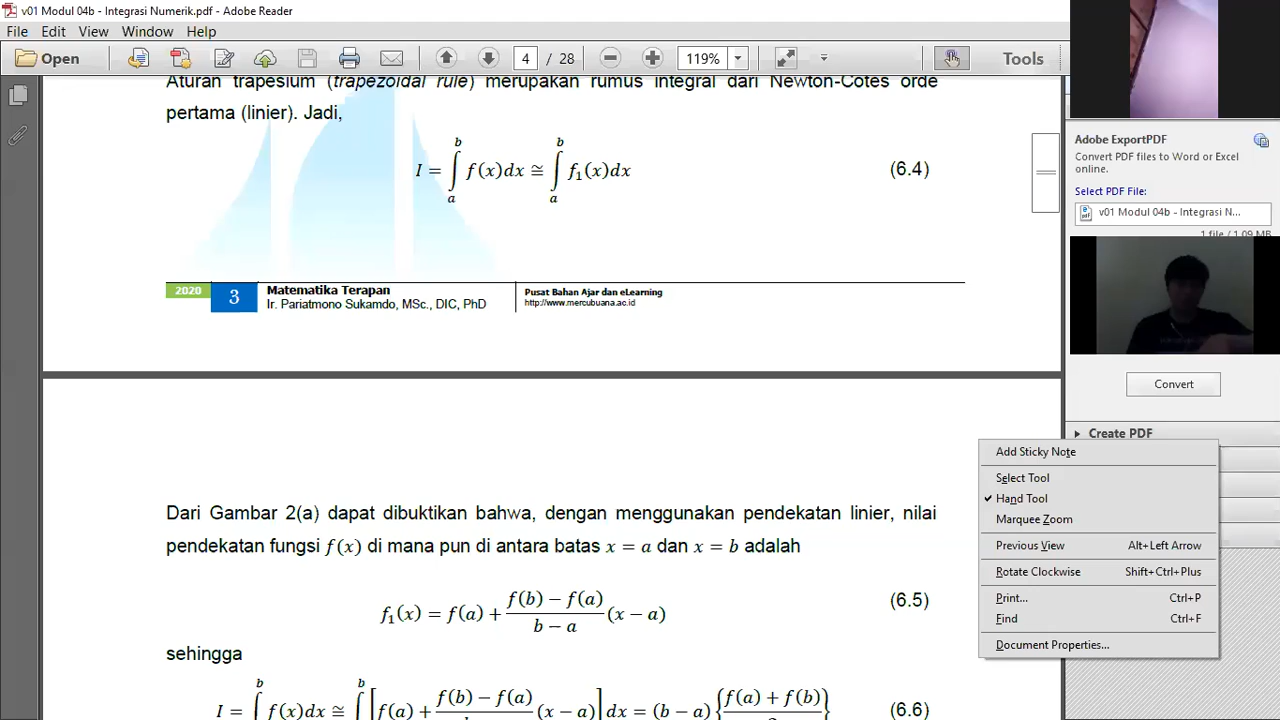 v01 Modul 04b - Integrasi Numerik.pdf - Adobe Reader
File Edit View Window Help
Open 4 / 28 119% Tools
Aturan trapesium (trapezoidal rule) merupakan rumus integral dari Newton-Cotes orde
pertama (linier). Jadi,
I = ∫_a^b f(x)dx ≅ ∫_a^b f₁(x)dx (6.4)
2020 3 Matematika Terapan
Ir. Pariatmono Sukamdo, MSc., DIC, PhD
Pusat Bahan Ajar dan eLearning
http://www.mercubuana.ac.id
Dari Gambar 2(a) dapat dibuktikan bahwa, dengan menggunakan pendekatan linier, nilai
pendekatan fungsi f(x) di mana pun di antara batas x = a dan x = b adalah
f₁(x) = f(a) + (f(b) − f(a))/(b − a) (x − a) (6.5)
sehingga
I = ∫_a^b f(x)dx ≅ ∫_a^b [f(a) + (f(b) − f(a))/(b (x − a)] dx = (b − a) {f(a) + f(b)} (6.6)
Adobe ExportPDF
Convert PDF files to Word or Excel
online.
Select PDF File:
v01 Modul 04b - Integrasi N...
1 file / 1.09 MB
Convert
Create PDF
Add Sticky Note
Select Tool
Hand Tool
Marquee Zoom
Previous View Alt+Left Arrow
Rotate Clockwise Shift+Ctrl+Plus
Print... Ctrl+P
Find Ctrl+F
Document Properties...